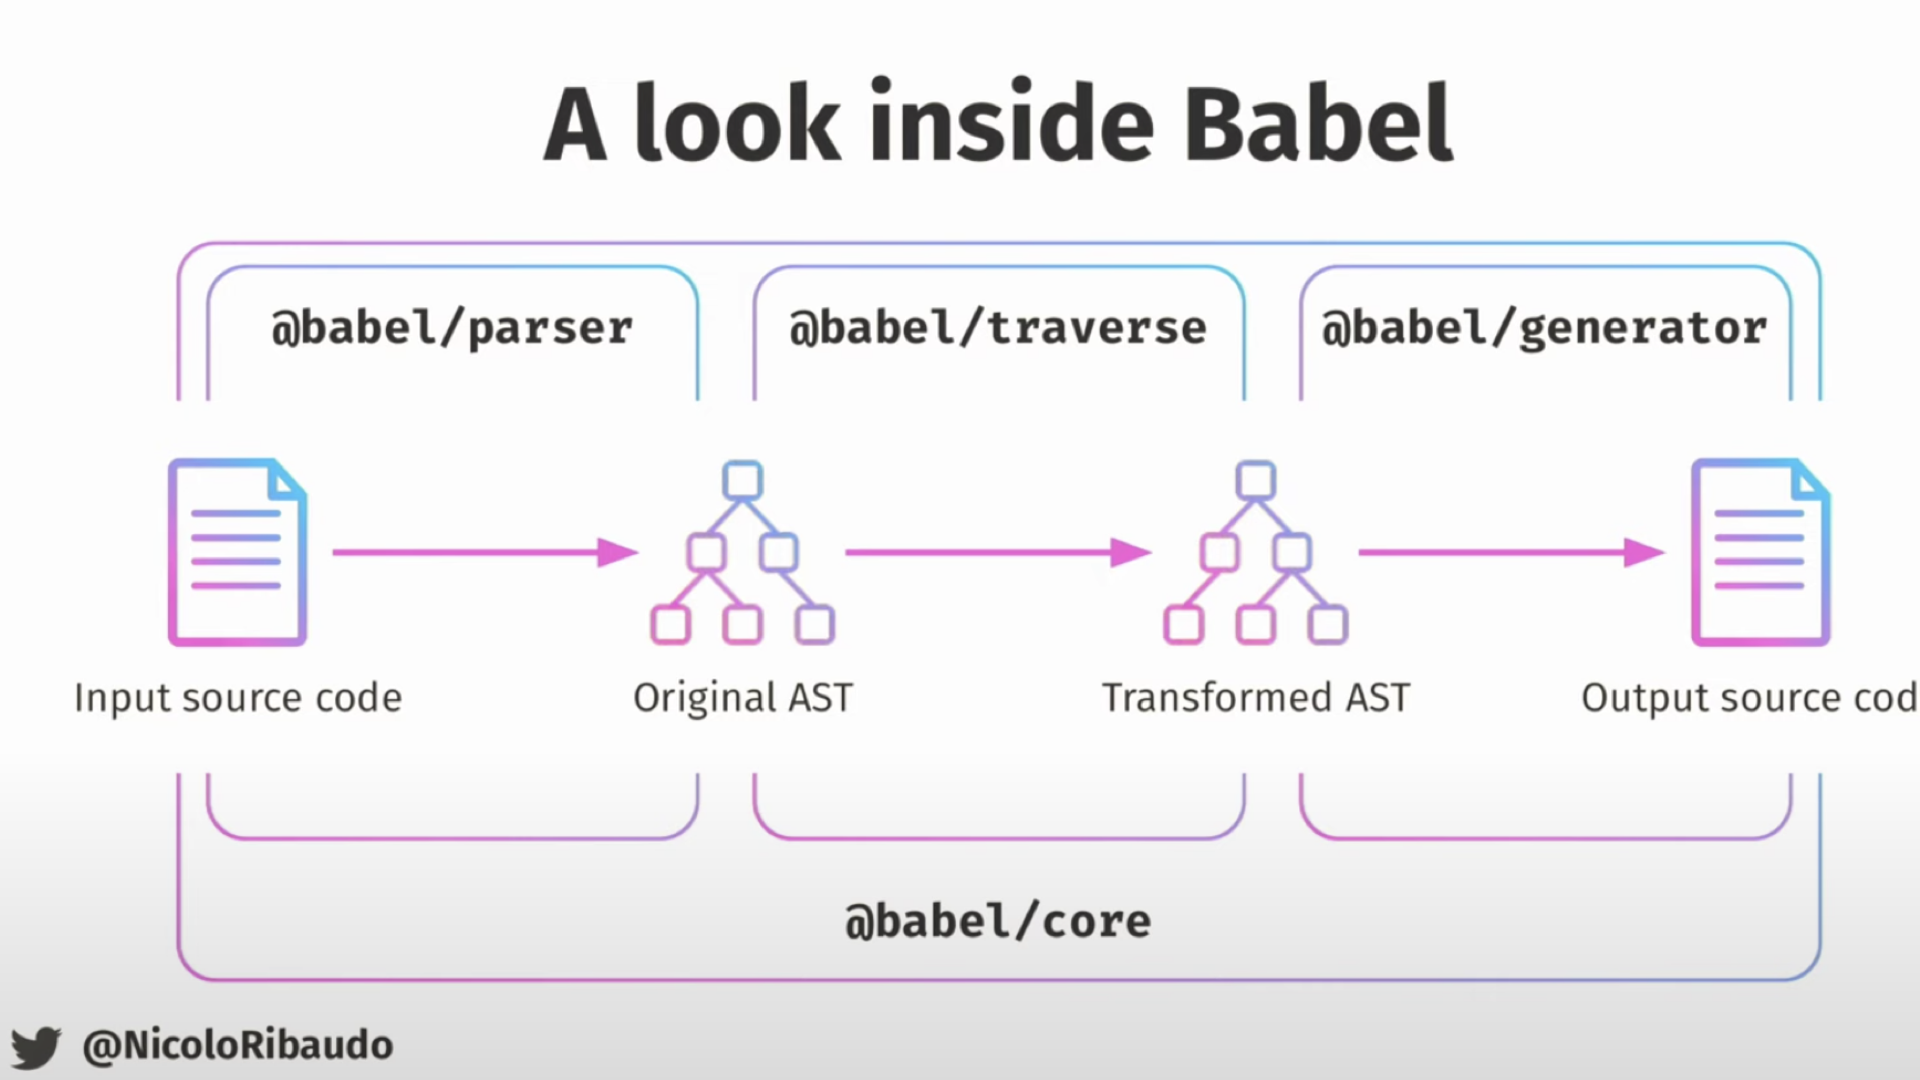 A look inside Babel
@babel/parser
@babel/traverse
@babel/generator
Input source code
Original AST
Transformed AST
Output source cod
@babel/core
@NicoloRibaudo